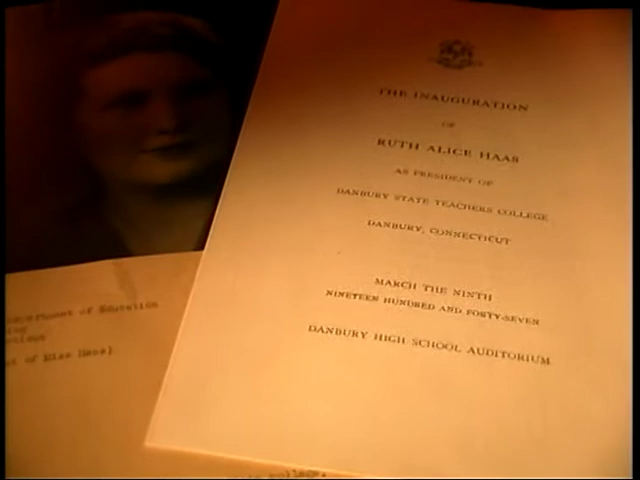 THE INAUGURATION
OF
RUTH ALICE HAAS
AS PRESIDENT OF
DANBURY STATE TEACHERS COLLEGE
DANBURY, CONNECTICUT
MARCH THE NINTH
NINETEEN HUNDRED AND FORTY-SEVEN
DANBURY HIGH SCHOOL AUDITORIUM
of Education
of Miss Haas)
college.